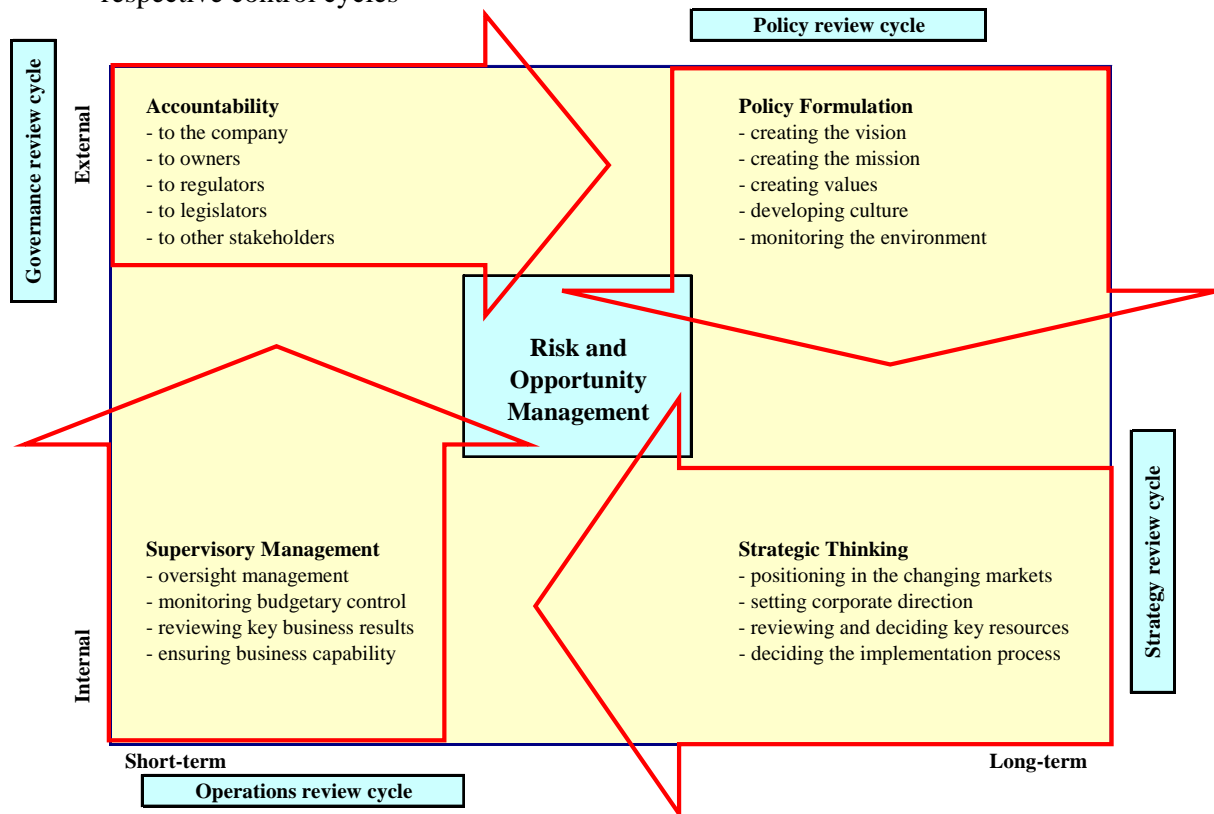 respective control cycles
Policy review cycle
Governance review cycle
External
Accountability
- to the company
- to owners
- to regulators
- to legislators
- to other stakeholders
Policy Formulation
- creating the vision
- creating the mission
- creating values
- developing culture
- monitoring the environment
Risk and
Opportunity
Management
Supervisory Management
- oversight management
- monitoring budgetary control
- reviewing key business results
- ensuring business capability
Strategic Thinking
- positioning in the changing markets
- setting corporate direction
- reviewing and deciding key resources
- deciding the implementation process
Strategy review cycle
Internal
Short-term
Long-term
Operations review cycle